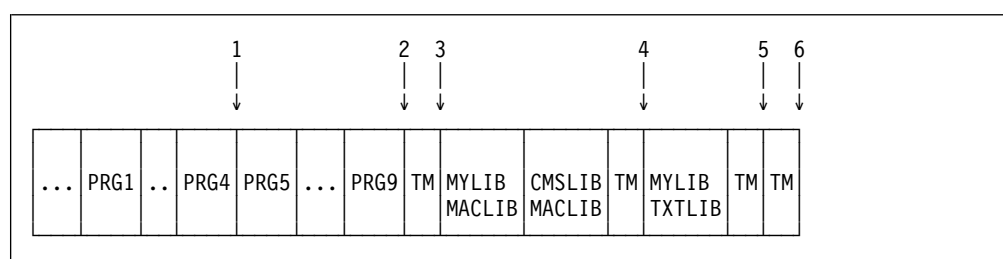 1 2 3 4 5 6
... PRG1 .. PRG4 PRG5 ... PRG9 TM MYLIB CMSLIB TM MYLIB TM TM
MACLIB MACLIB TXTLIB